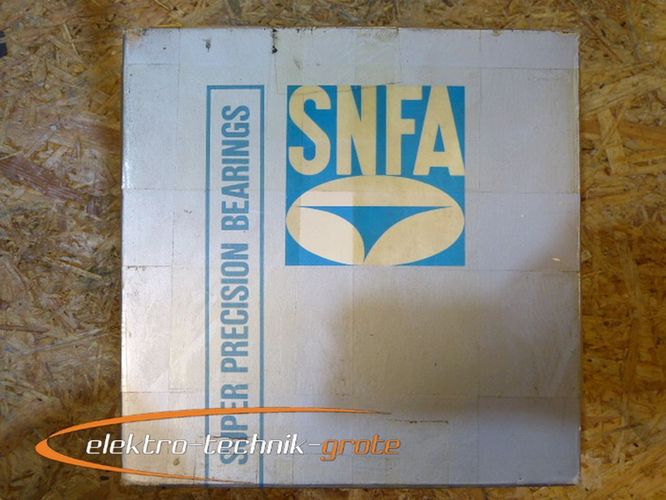 SNFA
SUPER PRECISION BEARINGS
elektro-technik-grote